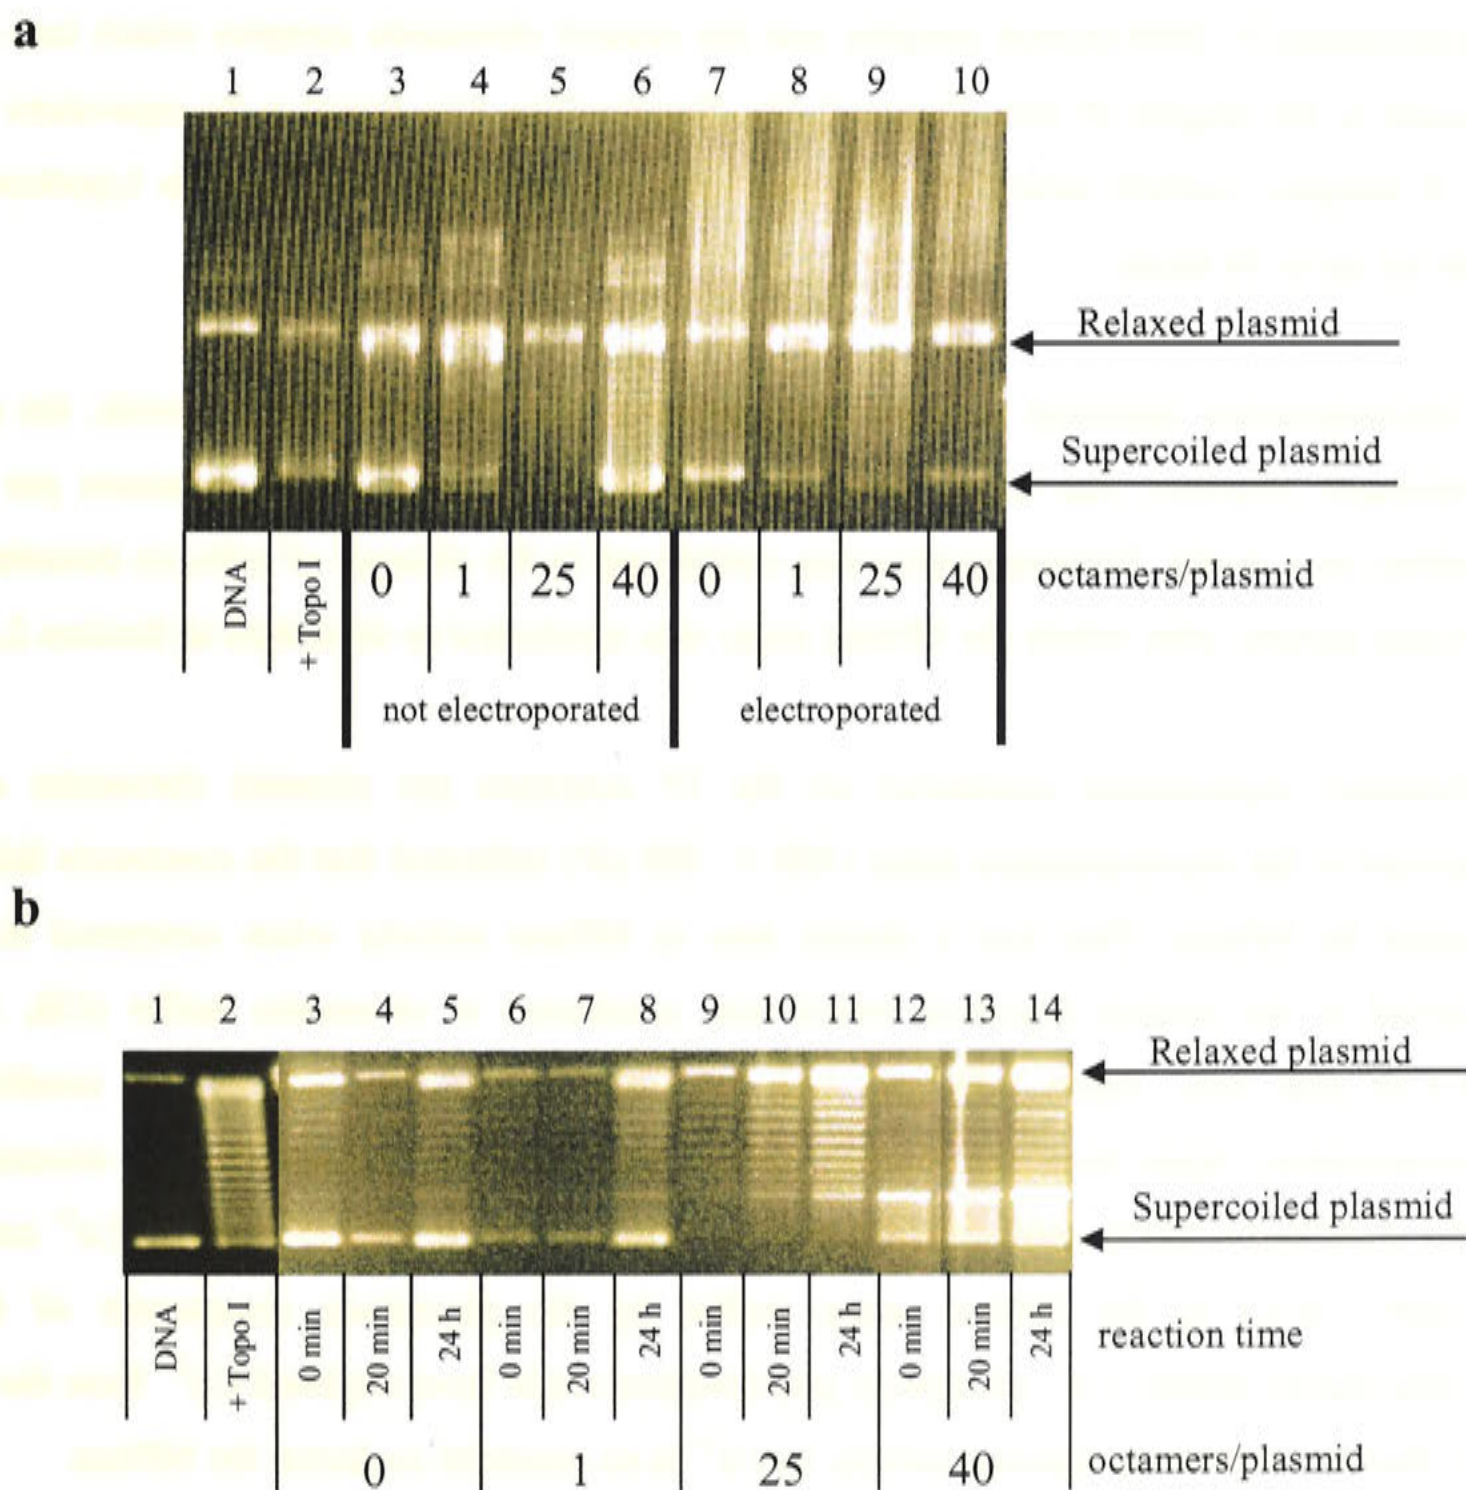 a
1 2 3 4 5 6 7 8 9 10
Relaxed plasmid
Supercoiled plasmid
DNA + Topo I 0 1 25 40 0 1 25 40 octamers/plasmid
not electroporated electroporated
b
1 2 3 4 5 6 7 8 9 10 11 12 13 14
Relaxed plasmid
Supercoiled plasmid
DNA + Topo I 0 min 20 min 24 h 0 min 20 min 24 h 0 min 20 min 24 h 0 min 20 min 24 h reaction time
0 1 25 40 octamers/plasmid